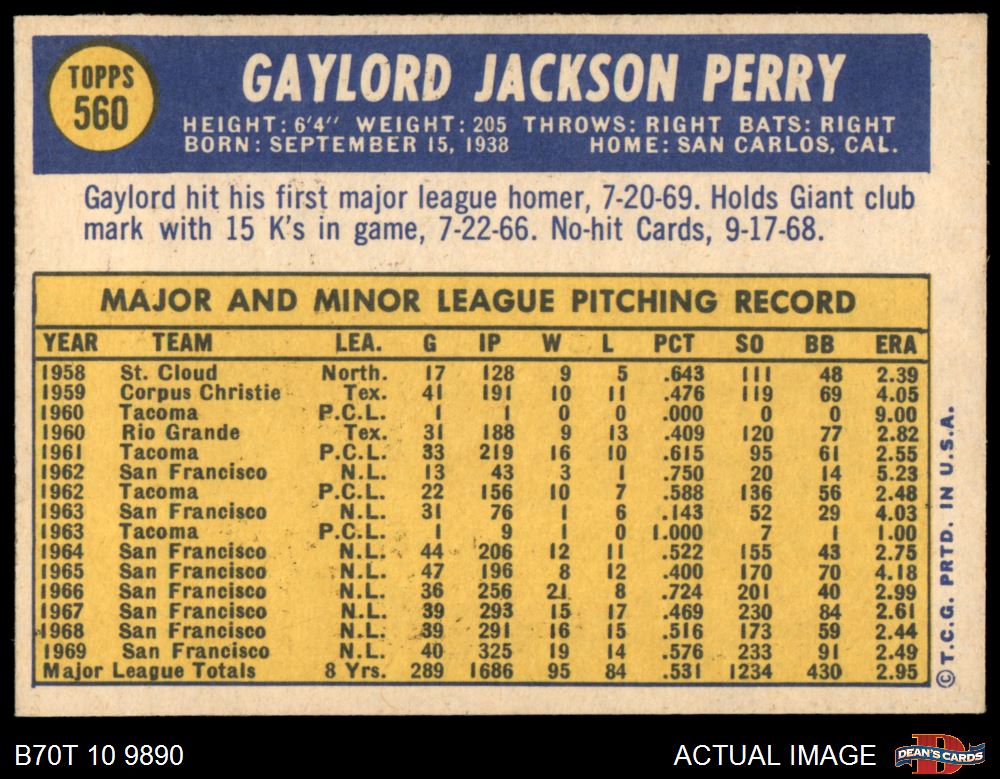 TOPPS
560
GAYLORD JACKSON PERRY
HEIGHT: 6'4" WEIGHT: 205 THROWS: RIGHT BATS: RIGHT
BORN: SEPTEMBER 15, 1938 HOME: SAN CARLOS, CAL.
Gaylord hit his first major league homer, 7-20-69. Holds Giant club
mark with 15 K's in game, 7-22-66. No-hit Cards, 9-17-68.
MAJOR AND MINOR LEAGUE PITCHING RECORD
YEAR TEAM LEA. G IP W L PCT SO BB ERA
1958 St. Cloud North. 17 128 9 5 .643 111 48 2.39
1959 Corpus Christie Tex. 41 191 10 11 .476 119 69 4.05
1960 Tacoma P.C.L. 1 1 0 0 .000 0 0 9.00
1960 Rio Grande Tex. 31 188 9 13 .409 120 77 2.82
1961 Tacoma P.C.L. 33 219 16 10 .615 95 61 2.55
1962 San Francisco N.L. 13 43 3 1 .750 20 14 5.23
1962 Tacoma P.C.L. 22 156 10 7 .588 136 56 2.48
1963 San Francisco N.L. 31 76 1 6 .143 52 29 4.03
1963 Tacoma P.C.L. 1 9 1 0 1.000 7 1 1.00
1964 San Francisco N.L. 44 206 12 11 .522 155 43 2.75
1965 San Francisco N.L. 47 196 8 12 .400 170 70 4.18
1966 San Francisco N.L. 36 256 21 8 .724 201 40 2.99
1967 San Francisco N.L. 39 293 15 17 .469 230 84 2.61
1968 San Francisco N.L. 39 291 16 15 .516 173 59 2.44
1969 San Francisco N.L. 40 325 19 14 .576 233 91 2.49
Major League Totals 8 Yrs. 289 1686 95 84 .531 1234 430 2.95
©T.C.G. PRTD. IN U.S.A.
B70T 10 9890
ACTUAL IMAGE
DEAN'S CARDS